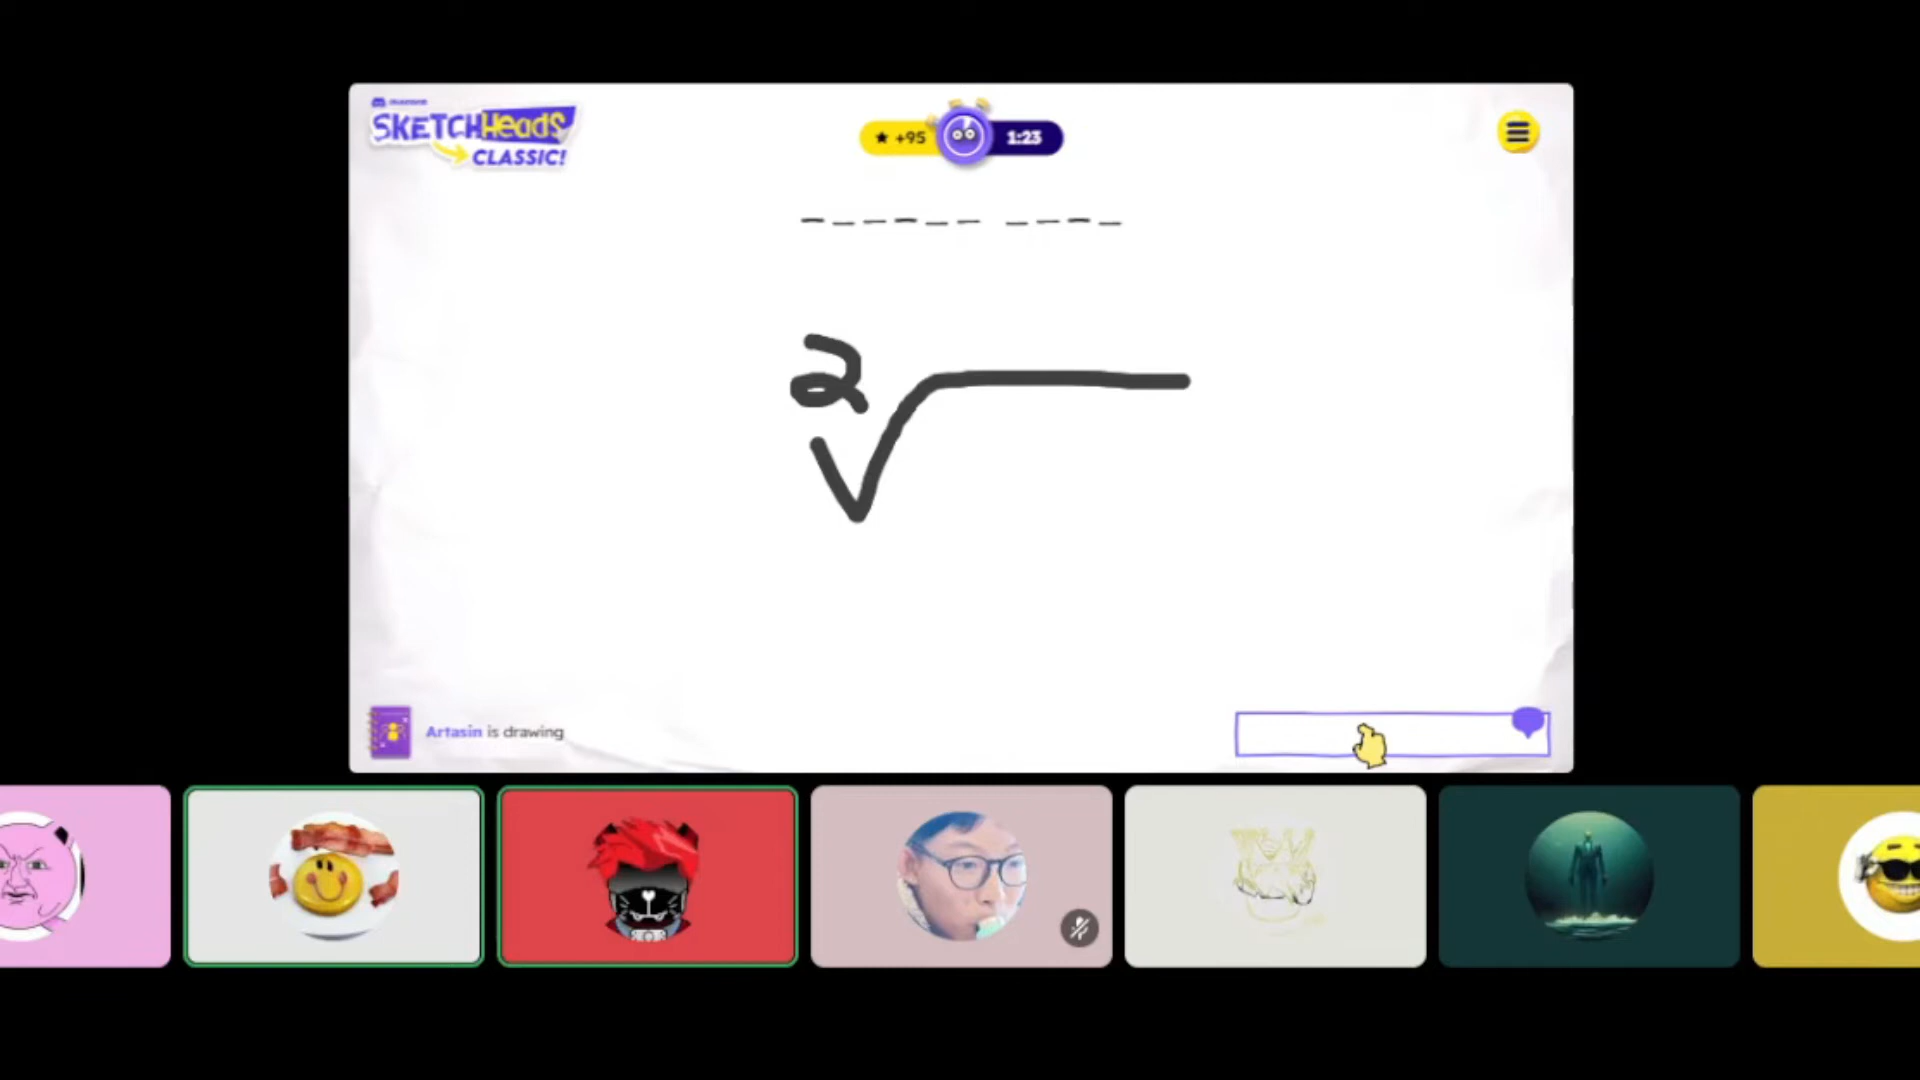 SKETCHHeads
CLASSIC!
★ +95
1:23
2√
Artasin is drawing